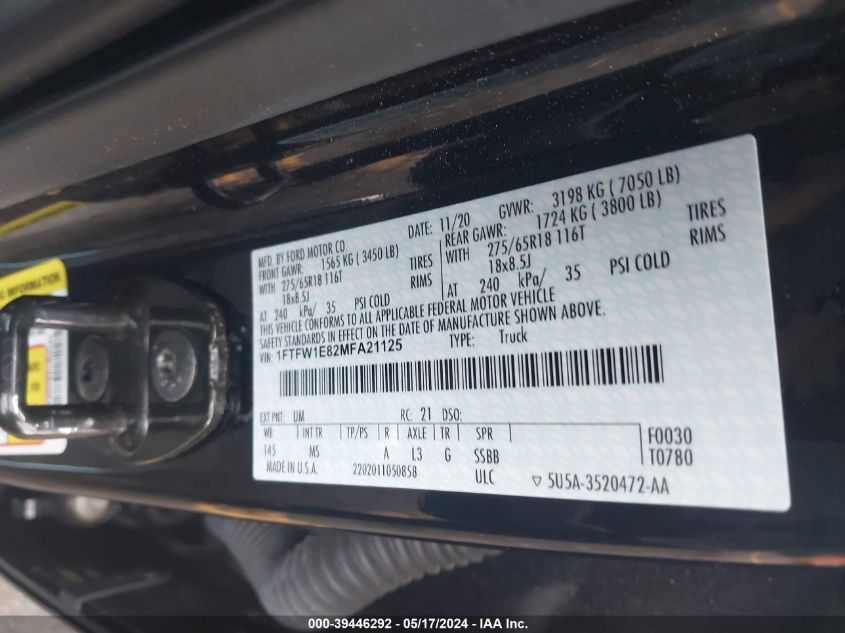 MFD. BY FORD MOTOR CO. DATE: 11/20 GVWR: 3198 KG ( 7050 LB)
FRONT GAWR: 1565 KG ( 3450 LB) REAR GAWR: 1724 KG ( 3800 LB)
WITH 275/65R18 116T TIRES WITH 275/65R18 116T TIRES
18x8.5J RIMS 18x8.5J RIMS
AT 240 kPa/ 35 PSI COLD AT 240 kPa/ 35 PSI COLD
THIS VEHICLE CONFORMS TO ALL APPLICABLE FEDERAL MOTOR VEHICLE
SAFETY STANDARDS IN EFFECT ON THE DATE OF MANUFACTURE SHOWN ABOVE.
VIN: 1FTFW1E82MFA21125 TYPE: Truck
EXT PNT: UM RC: 21 DSO:
WB INT TR TP/PS R AXLE TR SPR F0030
145 MS A L3 G SSBB T0780
MADE IN U.S.A. 2202011050858 ULC 5U5A-3520472-AA
INFORMATION
000-39446292 - 05/17/2024 - IAA Inc.